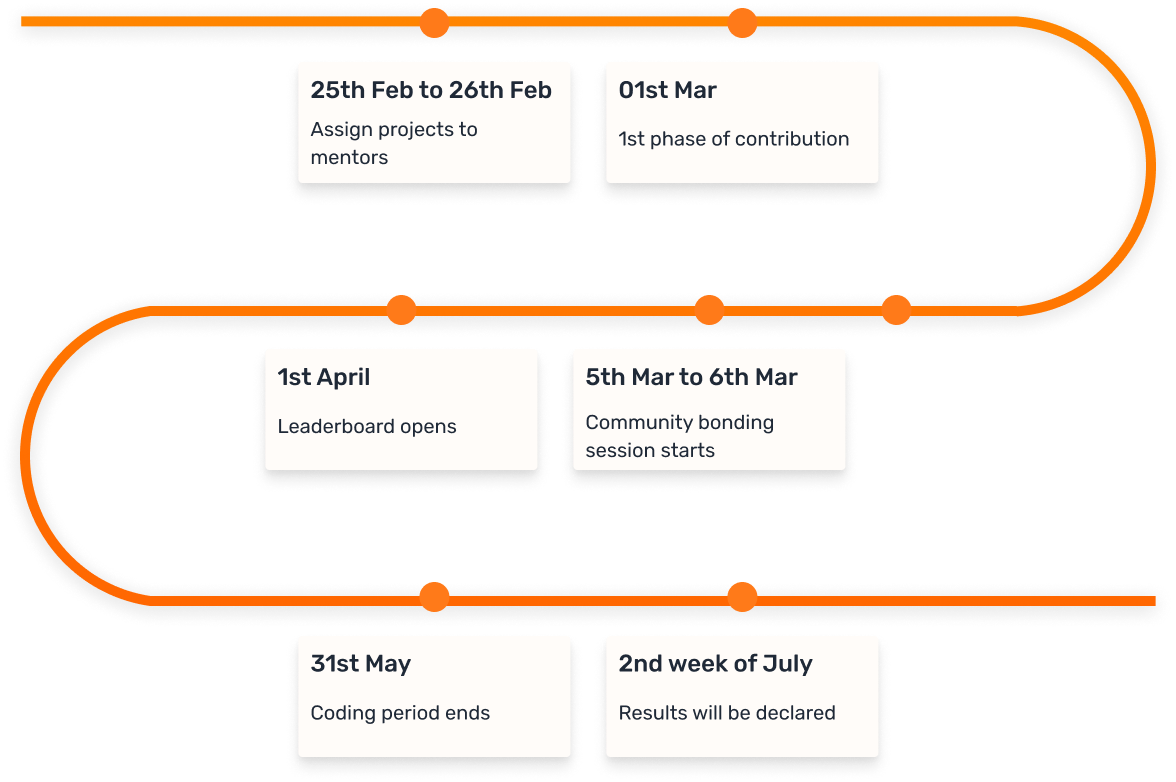 25th Feb to 26th Feb
Assign projects to
mentors
01st Mar
1st phase of contribution
1st April
Leaderboard opens
5th Mar to 6th Mar
Community bonding
session starts
31st May
Coding period ends
2nd week of July
Results will be declared